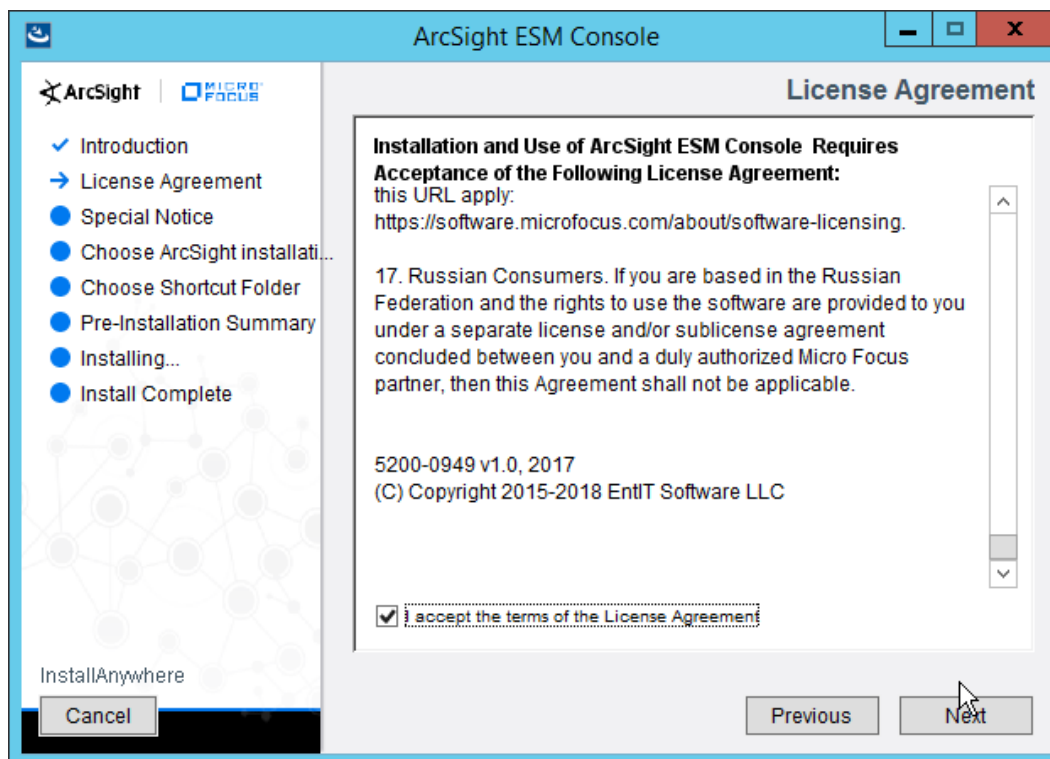 ArcSight ESM Console
X
ArcSight | MICRO FOCUS
License Agreement
Introduction
License Agreement
Special Notice
Choose ArcSight installati...
Choose Shortcut Folder
Pre-Installation Summary
Installing...
Install Complete
Installation and Use of ArcSight ESM Console Requires
Acceptance of the Following License Agreement:
this URL apply:
https://software.microfocus.com/about/software-licensing.
17. Russian Consumers. If you are based in the Russian
Federation and the rights to use the software are provided to you
under a separate license and/or sublicense agreement
concluded between you and a duly authorized Micro Focus
partner, then this Agreement shall not be applicable.
5200-0949 v1.0, 2017
(C) Copyright 2015-2018 EntIT Software LLC
I accept the terms of the License Agreement
InstallAnywhere
Cancel
Previous
Next